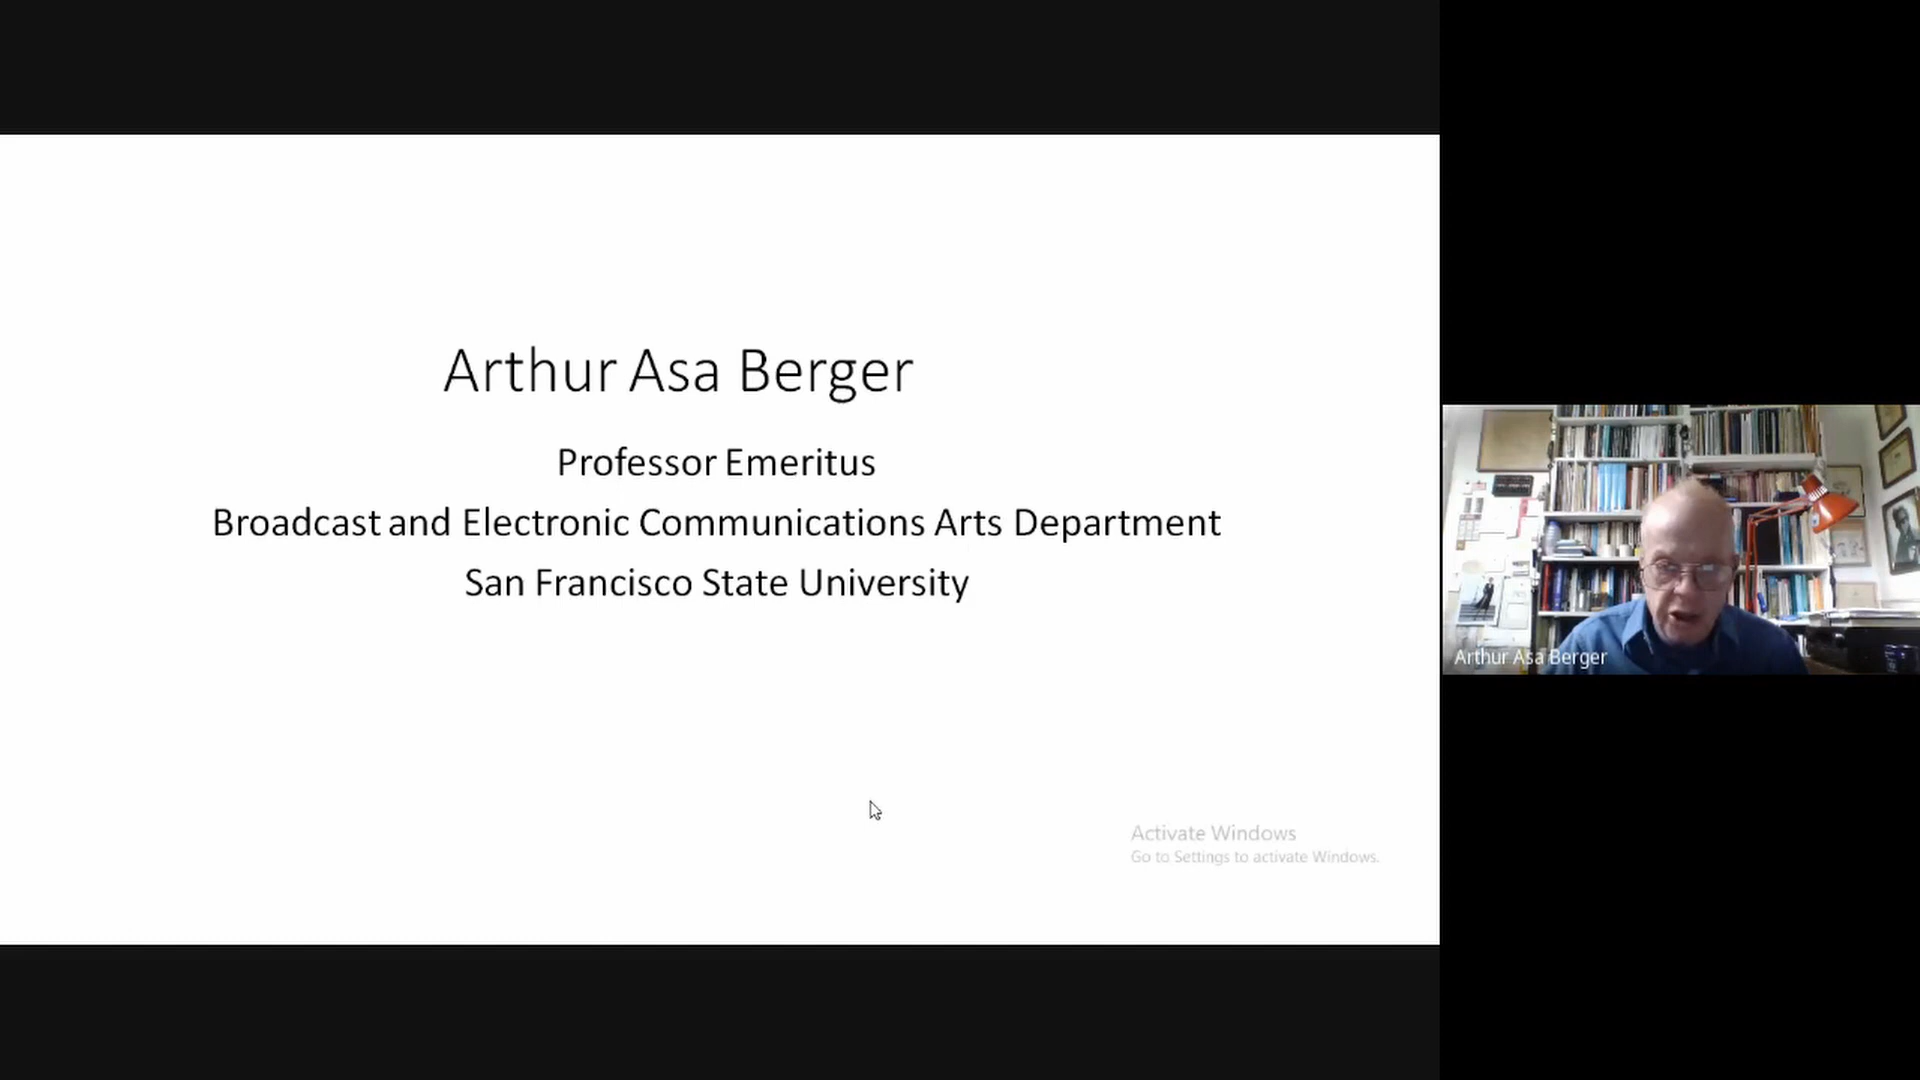 Arthur Asa Berger
Professor Emeritus
Broadcast and Electronic Communications Arts Department
San Francisco State University
Activate Windows
Go to Settings to activate Windows.
Arthur Asa Berger